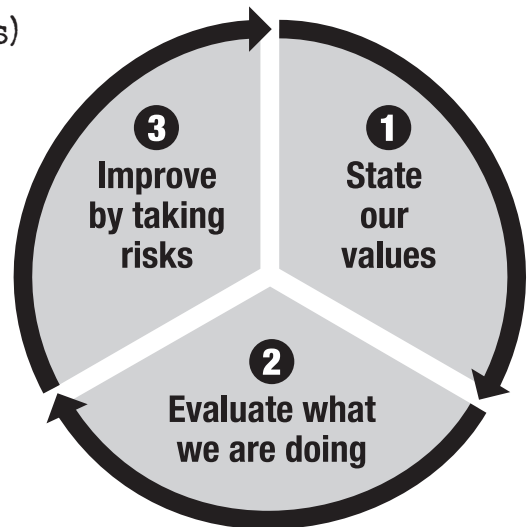 s)
1
State
our
values
2
Evaluate what
we are doing
3
Improve
by taking
risks